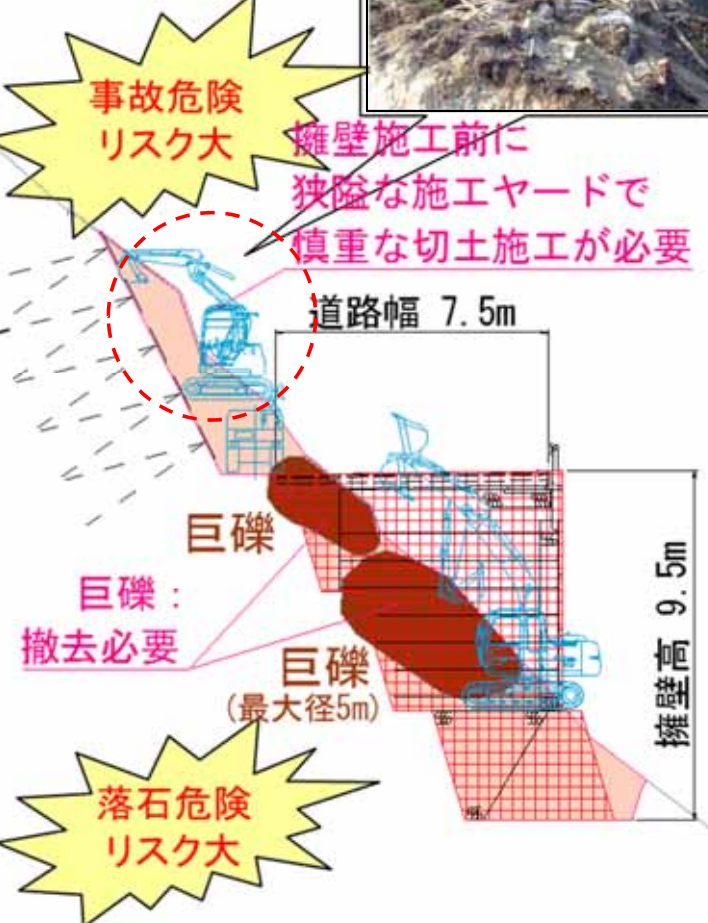 事故危険
リスク大
擁壁施工前に
狭隘な施工ヤードで
慎重な切土施工が必要
道路幅 7.5m
巨礫
巨礫：
撤去必要
巨礫
(最大径5m)
擁壁高 9.5m
落石危険
リスク大